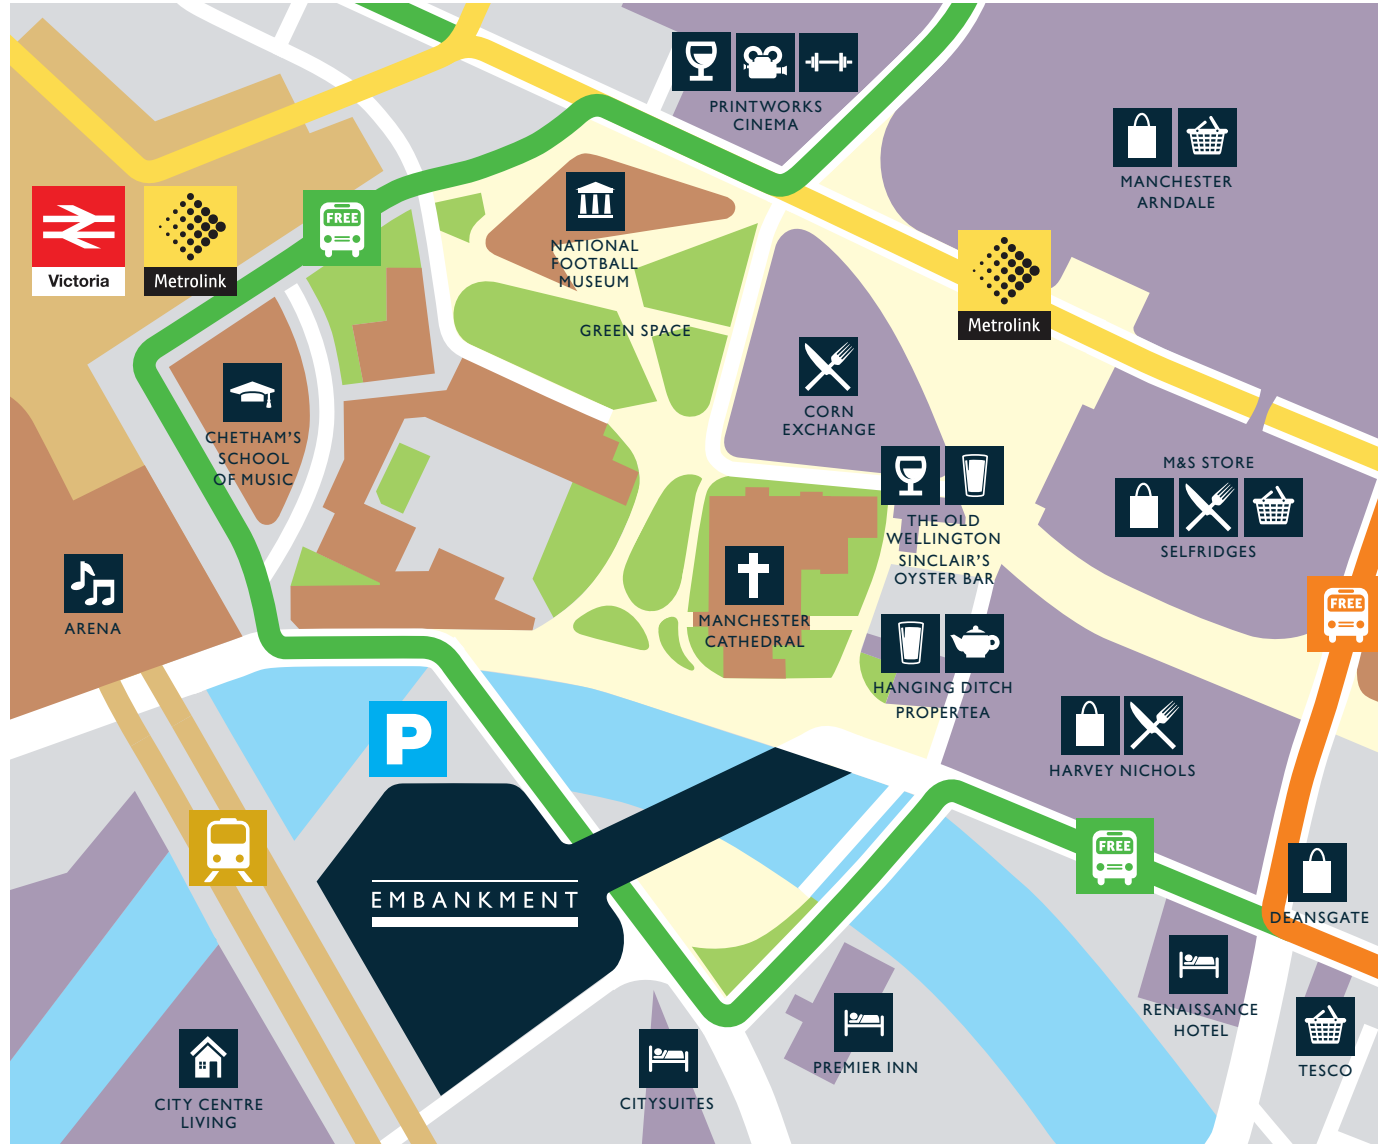 PRINTWORKS
CINEMA
MANCHESTER
ARNDALE
Victoria
Metrolink
FREE
NATIONAL
FOOTBALL
MUSEUM
GREEN SPACE
Metrolink
CORN
EXCHANGE
CHETHAM'S
SCHOOL
OF MUSIC
M&S STORE
SELFRIDGES
THE OLD
WELLINGTON
SINCLAIR'S
OYSTER BAR
ARENA
MANCHESTER
CATHEDRAL
FREE
HANGING DITCH
PROPERTEA
P
HARVEY NICHOLS
FREE
EMBANKMENT
DEANSGATE
RENAISSANCE
HOTEL
PREMIER INN
TESCO
CITY CENTRE
LIVING
CITYSUITES